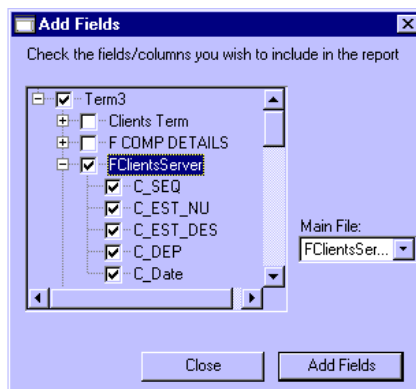 Add Fields
Check the fields/columns you wish to include in the report
Term3
Clients Term
F COMP DETAILS
FClientsServer
C_SEQ
C_EST_NU
C_EST_DES
C_DEP
C_Date
Main File:
FClientsSer...
Close
Add Fields